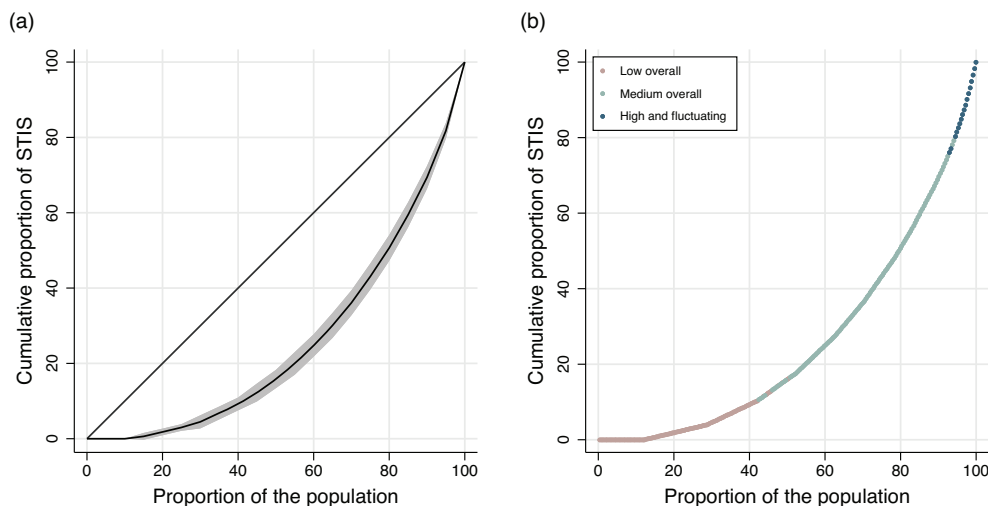 (a)
(b)
100
80
60
40
20
0
Cumulative proportion of STIS
0 20 40 60 80 100
Proportion of the population
100
80
60
40
20
0
Cumulative proportion of STIS
Low overall
Medium overall
High and fluctuating
0 20 40 60 80 100
Proportion of the population